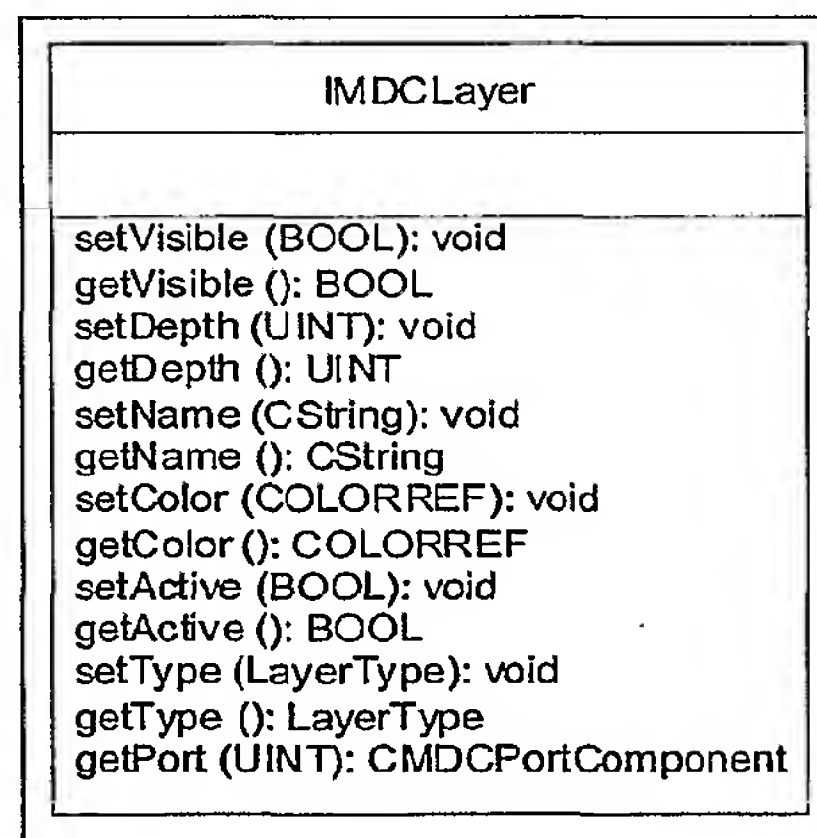 IMDCLayer
setVisible (BOOL): void
getVisible (): BOOL
setDepth (UINT): void
getDepth (): UINT
setName (CString): void
getName (): CString
setColor (COLORREF): void
getColor (): COLORREF
setActive (BOOL): void
getActive (): BOOL
setType (LayerType): void
getType (): LayerType
getPort (UINT): CMDCPortComponent